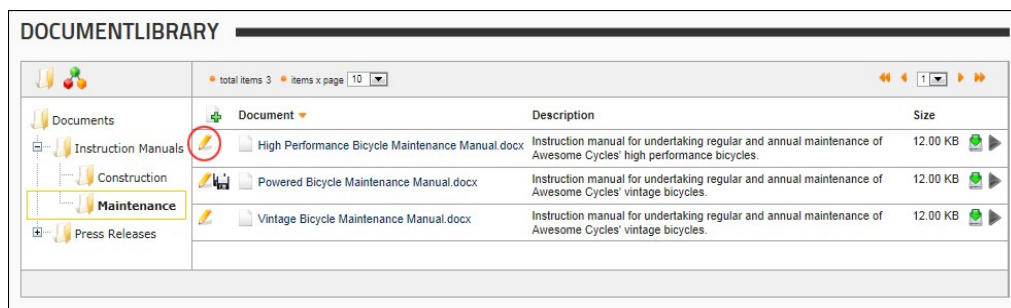 DOCUMENTLIBRARY
total items 3 items x page 10
1
Documents
Instruction Manuals
Construction
Maintenance
Press Releases
Document Description Size
High Performance Bicycle Maintenance Manual.docx Instruction manual for undertaking regular and annual maintenance of 12.00 KB
Awesome Cycles' high performance bicycles.
Powered Bicycle Maintenance Manual.docx Instruction manual for undertaking regular and annual maintenance of 12.00 KB
Awesome Cycles' vintage bicycles.
Vintage Bicycle Maintenance Manual.docx Instruction manual for undertaking regular and annual maintenance of 12.00 KB
Awesome Cycles' vintage bicycles.